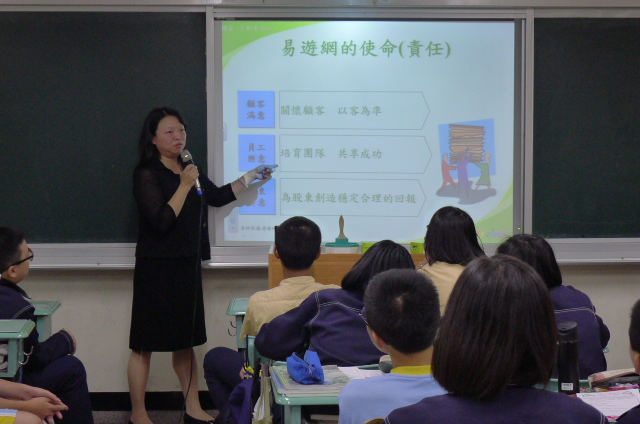 易遊網的使命(責任)
顧客
滿意
關懷顧客 以客為準
員工
樂意
培育團隊 共享成功
為股東創造穩定合理的回報